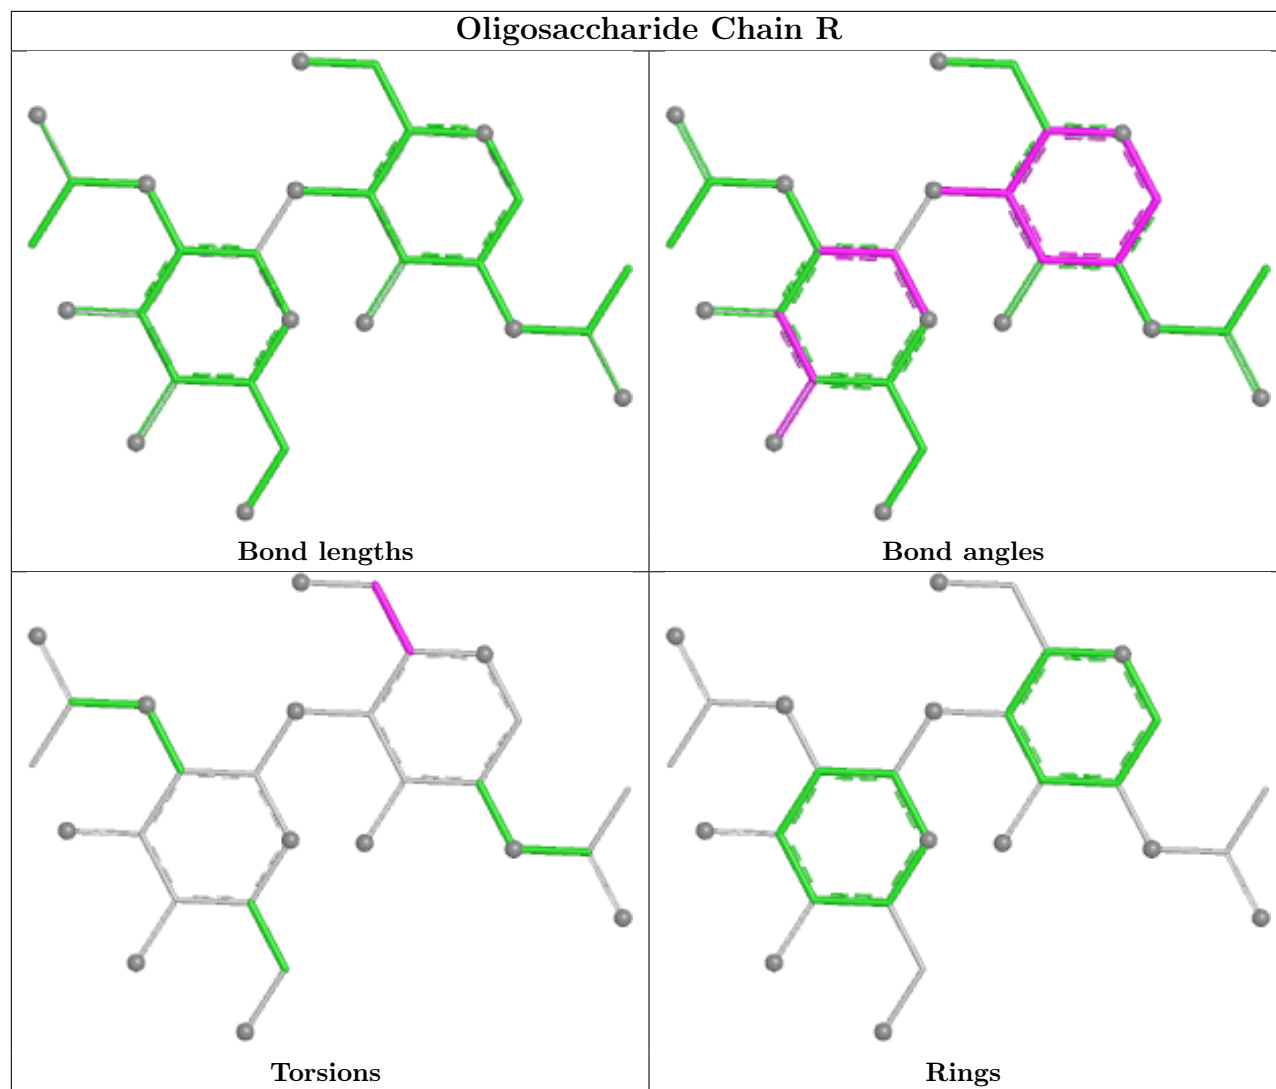 Oligosaccharide Chain R
Bond lengths
Bond angles
Torsions
Rings